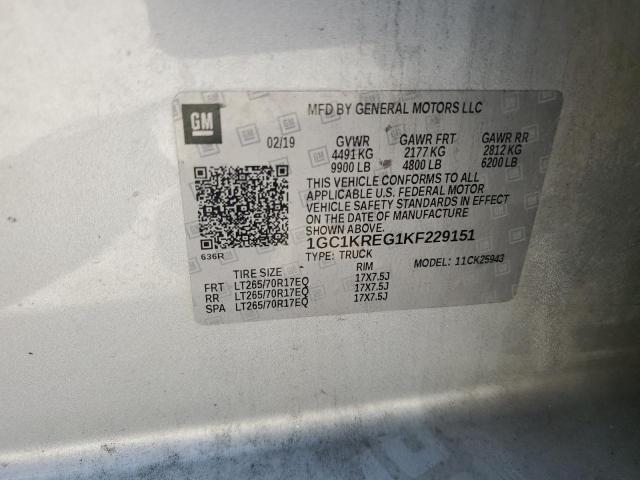 GM
MFD BY GENERAL MOTORS LLC
02/19 GVWR GAWR FRT GAWR RR
4491 KG 2177 KG 2812 KG
9900 LB 4800 LB 6200 LB
THIS VEHICLE CONFORMS TO ALL
APPLICABLE U.S. FEDERAL MOTOR
VEHICLE SAFETY STANDARDS IN EFFECT
ON THE DATE OF MANUFACTURE
SHOWN ABOVE.
1GC1KREG1KF229151
636R
TYPE: TRUCK MODEL: 11CK25943
TIRE SIZE RIM
FRT LT265/70R17EQ 17X7.5J
RR LT265/70R17EQ 17X7.5J
SPA LT265/70R17EQ 17X7.5J